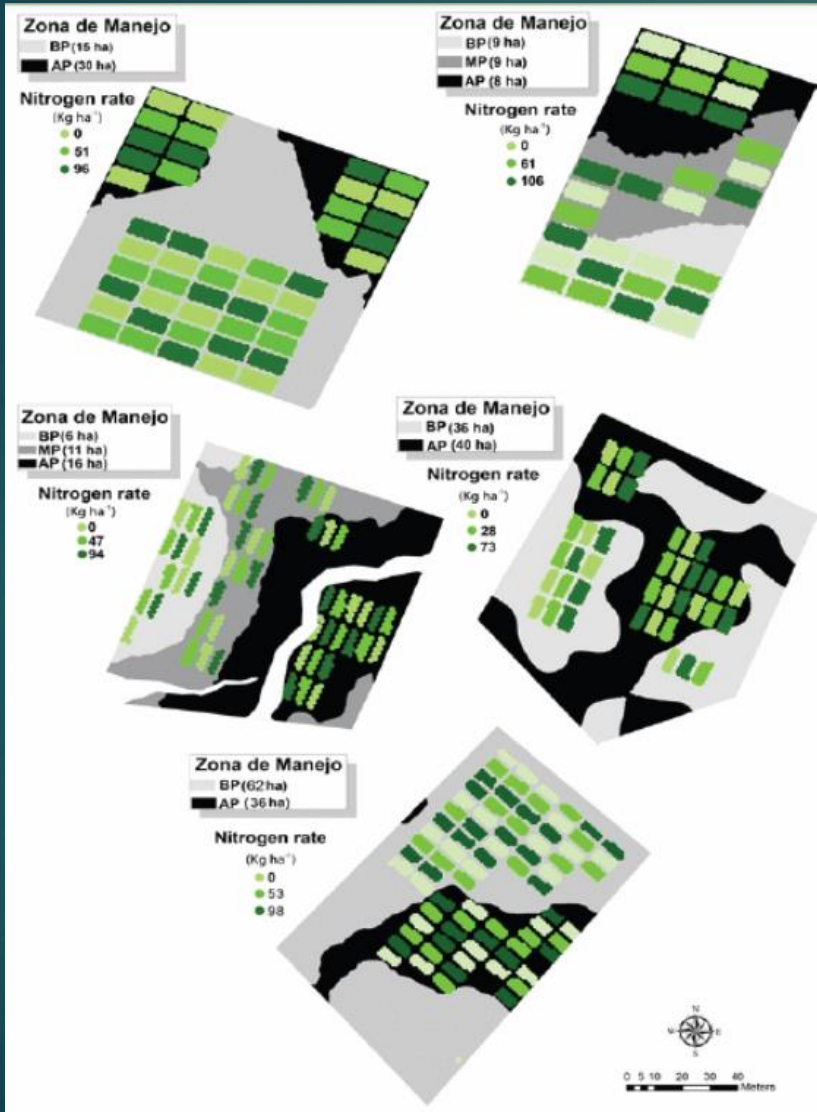 Zona de Manejo
BP (15 ha)
AP (30 ha)
Nitrogen rate
(Kg ha⁻¹)
0
51
96
Zona de Manejo
BP (9 ha)
MP (9 ha)
AP (8 ha)
Nitrogen rate
(Kg ha⁻¹)
0
61
106
Zona de Manejo
BP (6 ha)
MP (11 ha)
AP (16 ha)
Nitrogen rate
(Kg ha⁻¹)
0
47
94
Zona de Manejo
BP (36 ha)
AP (40 ha)
Nitrogen rate
(Kg ha⁻¹)
0
28
73
Zona de Manejo
BP (62 ha)
AP (36 ha)
Nitrogen rate
(Kg ha⁻¹)
0
53
98
N
W E
S
0 5 10 20 30 40
Meters